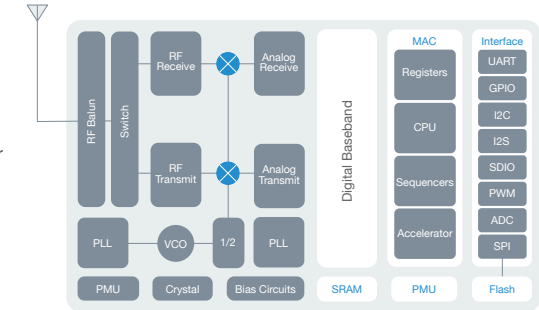 RF Balun
Switch
RF
Receive
Analog
Receive
RF
Transmit
Analog
Transmit
PLL
VCO
1/2
PLL
PMU
Crystal
Bias Circuits
Digital Baseband
SRAM
MAC
Registers
CPU
Sequencers
Accelerator
PMU
Interface
UART
GPIO
I2C
I2S
SDIO
PWM
ADC
SPI
Flash